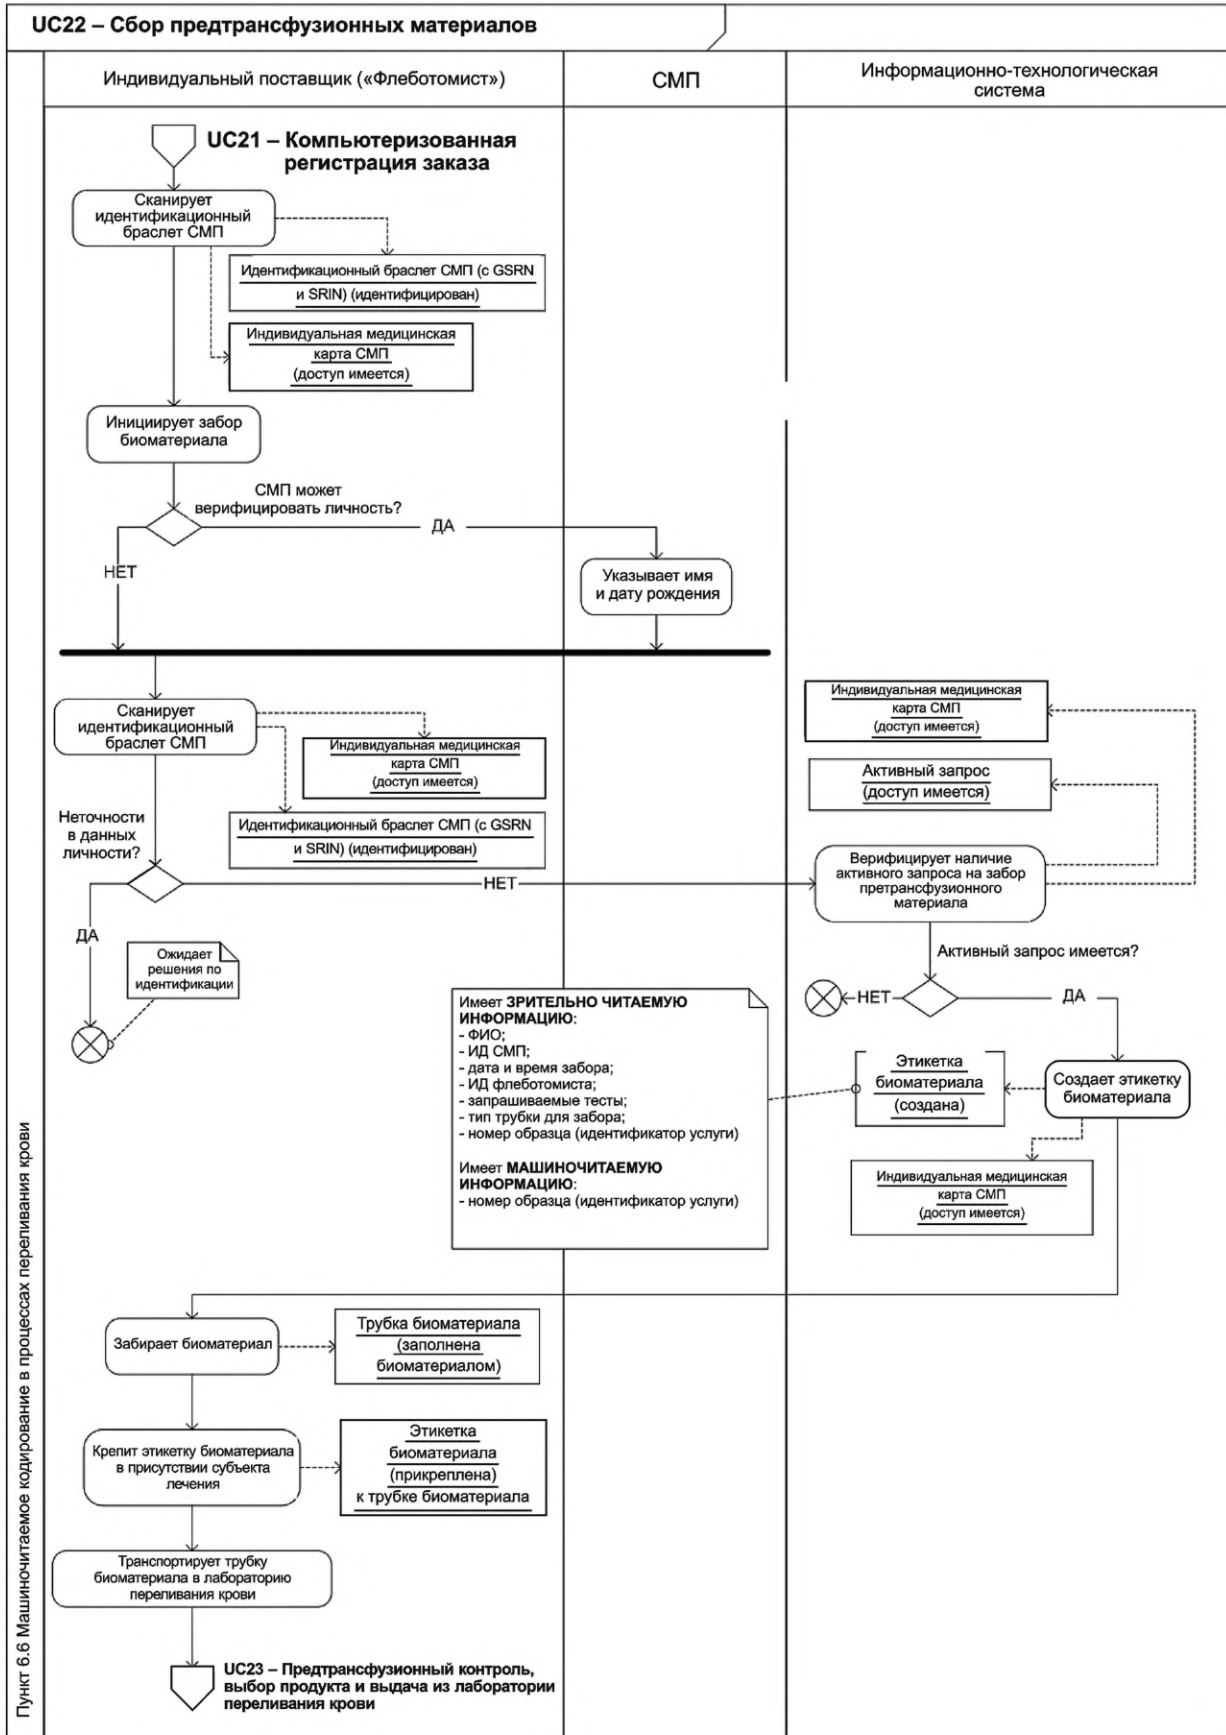 UC22 – Сбор предтрансфузионных материалов
Индивидуальный поставщик («Флеботомист»)
СМП
Информационно-технологическая
система
UC21 – Компьютеризованная
регистрация заказа
Сканирует
идентификационный
браслет СМП
Идентификационный браслет СМП (с GSRN
и SRIN) (идентифицирован)
Индивидуальная медицинская
карта СМП
(доступ имеется)
Инициирует забор
биоматериала
СМП может
верифицировать личность?
ДА
НЕТ
Указывает имя
и дату рождения
Сканирует
идентификационный
браслет СМП
Индивидуальная медицинская
карта СМП
(доступ имеется)
Индивидуальная медицинская
карта СМП
(доступ имеется)
Активный запрос
(доступ имеется)
Неточности
в данных
личности?
Идентификационный браслет СМП (с GSRN
и SRIN) (идентифицирован)
НЕТ
Верифицирует наличие
активного запроса на забор
претрансфузионного
материала
ДА
Ожидает
решения по
идентификации
Активный запрос имеется?
НЕТ
ДА
Имеет ЗРИТЕЛЬНО ЧИТАЕМУЮ
ИНФОРМАЦИЮ:
- ФИО;
- ИД СМП;
- дата и время забора;
- ИД флеботомиста;
- запрашиваемые тесты;
- тип трубки для забора;
- номер образца (идентификатор услуги)
Имеет МАШИНОЧИТАЕМУЮ
ИНФОРМАЦИЮ:
- номер образца (идентификатор услуги)
Этикетка
биоматериала
(создана)
Создает этикетку
биоматериала
Индивидуальная медицинская
карта СМП
(доступ имеется)
Забирает биоматериал
Трубка биоматериала
(заполнена
биоматериалом)
Крепит этикетку биоматериала
в присутствии субъекта
лечения
Этикетка
биоматериала
(прикреплена)
к трубке биоматериала
Транспортирует трубку
биоматериала в лабораторию
переливания крови
UC23 – Предтрансфузионный контроль,
выбор продукта и выдача из лаборатории
переливания крови
Пункт 6.6 Машиночитаемое кодирование в процессах переливания крови